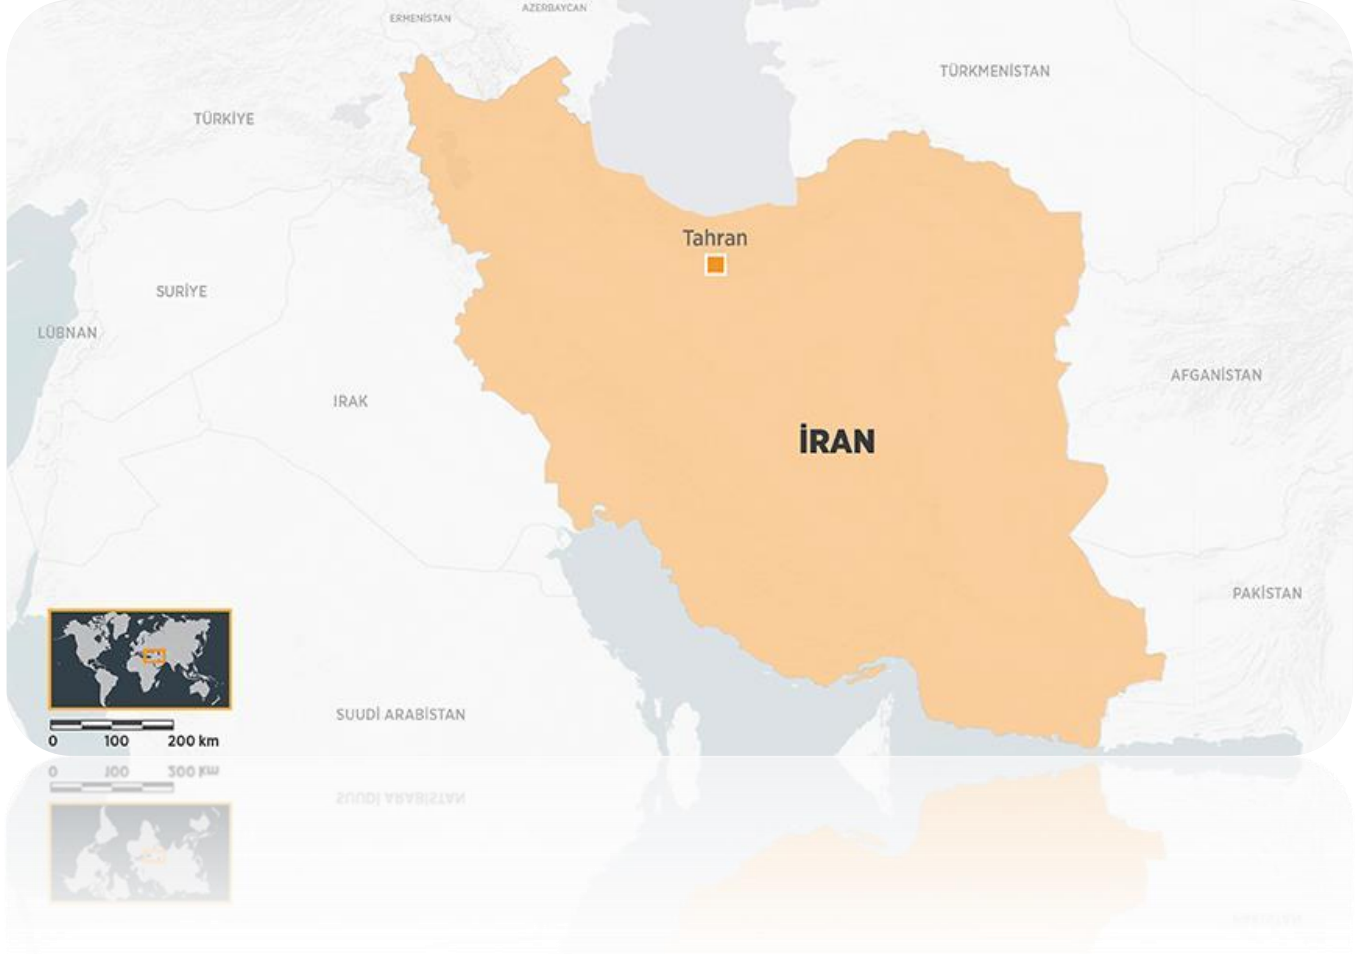 ERMENİSTAN
AZERBAYCAN
TÜRKMENİSTAN
TÜRKİYE
Tahran
SURİYE
LÜBNAN
AFGANİSTAN
IRAK
İRAN
PAKİSTAN
SUUDİ ARABİSTAN
0 100 200 km